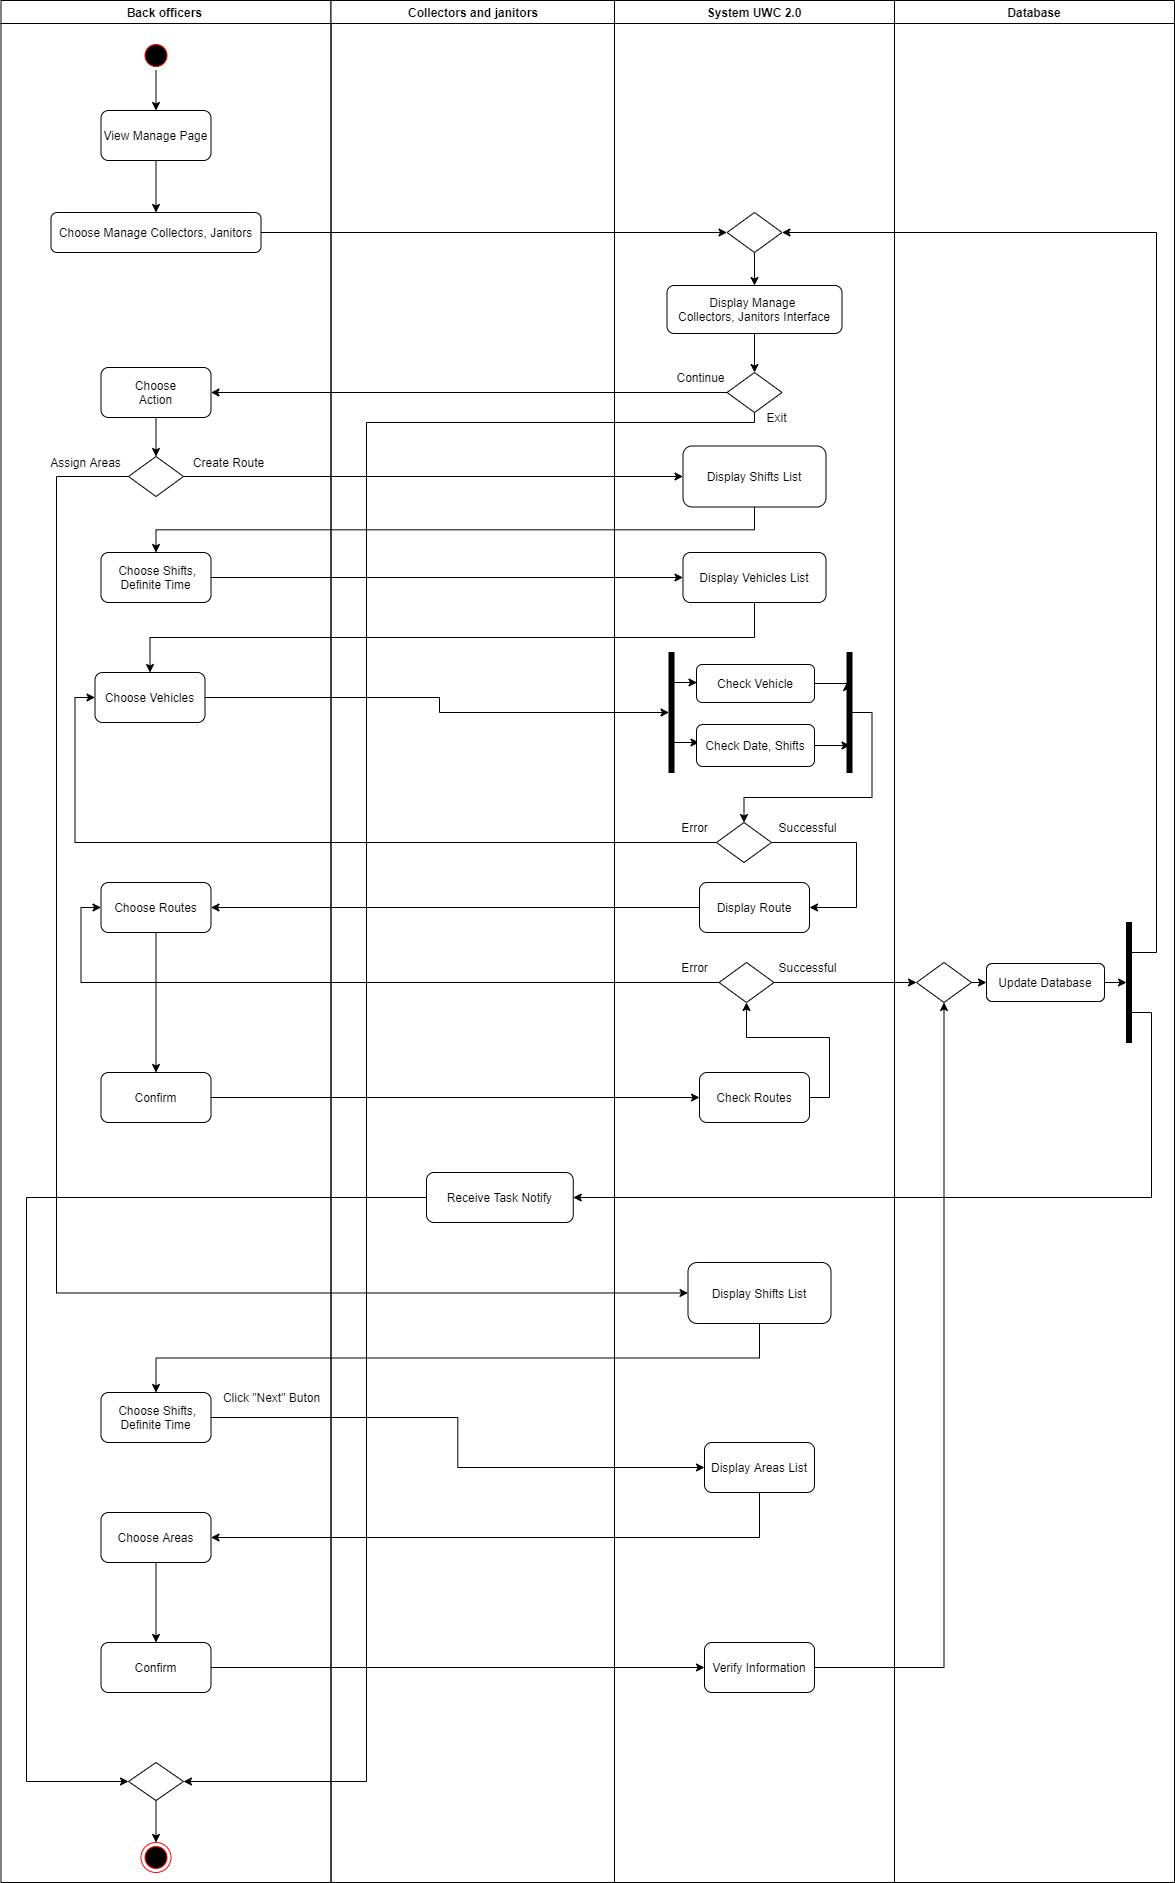 Back officers
Collectors and janitors
System UWC 2.0
Database
View Manage Page
Choose Manage Collectors, Janitors
Display Manage
Collectors, Janitors Interface
Continue
Choose
Action
Exit
Assign Areas
Create Route
Display Shifts List
Choose Shifts,
Definite Time
Display Vehicles List
Choose Vehicles
Check Vehicle
Check Date, Shifts
Error
Successful
Choose Routes
Display Route
Error
Successful
Update Database
Confirm
Check Routes
Receive Task Notify
Display Shifts List
Click "Next" Buton
Choose Shifts,
Definite Time
Display Areas List
Choose Areas
Confirm
Verify Information